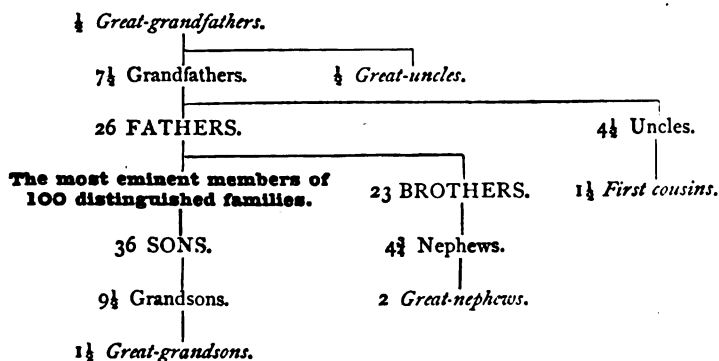 ½ Great-grandfathers.
7½ Grandfathers. ½ Great-uncles.
26 FATHERS. 4½ Uncles.
The most eminent members of
100 distinguished families.
23 BROTHERS. 1½ First cousins.
36 SONS. 4¾ Nephews.
9½ Grandsons. 2 Great-nephews.
1½ Great-grandsons.